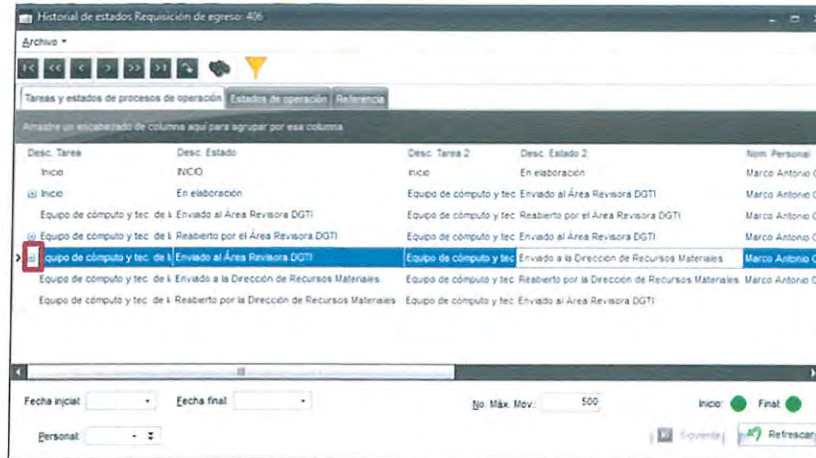 Historial de estados Requisición de egreso: 406
Archivo
Tareas y estados de procesos de operación Estados de operación Referencia
Arrastre un encabezado de columna aquí para agrupar por esa columna
Desc. Tarea Desc. Estado Desc. Tarea 2 Desc. Estado 2 Nom. Personal
Inicio INICIO Inicio En elaboración Marco Antonio
Inicio En elaboración Equipo de cómputo y tec. Enviado al Área Revisora DGTI Marco Antonio
Equipo de cómputo y tec. de Enviado al Área Revisora DGTI Equipo de cómputo y tec. Reabierto por el Área Revisora DGTI Marco Antonio
Equipo de cómputo y tec. de Reabierto por el Área Revisora DGTI Equipo de cómputo y tec. Enviado al Área Revisora DGTI Marco Antonio
Equipo de cómputo y tec. de Enviado al Área Revisora DGTI Equipo de cómputo y tec. Enviado a la Dirección de Recursos Materiales Marco Antonio
Equipo de cómputo y tec. de Enviado a la Dirección de Recursos Materiales Equipo de cómputo y tec. Reabierto por la Dirección de Recursos Materiales Marco Antonio
Equipo de cómputo y tec. de Reabierto por la Dirección de Recursos Materiales Equipo de cómputo y tec. Enviado al Área Revisora DGTI
Fecha inicial: Fecha final: No. Máx. Mov.: 500 Inicio: Final:
Personal: Siguiente Refrescar